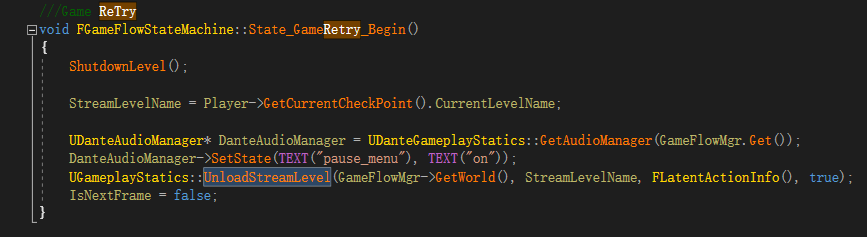 ///Game ReTry
void FGameFlowStateMachine::State_GameRetry_Begin()
{
ShutdownLevel();
StreamLevelName = Player->GetCurrentCheckPoint().CurrentLevelName;
UDanteAudioManager* DanteAudioManager = UDanteGameplayStatics::GetAudioManager(GameFlowMgr.Get());
DanteAudioManager->SetState(TEXT("pause_menu"), TEXT("on"));
UGameplayStatics::UnloadStreamLevel(GameFlowMgr->GetWorld(), StreamLevelName, FLatentActionInfo(), true);
IsNextFrame = false;
}